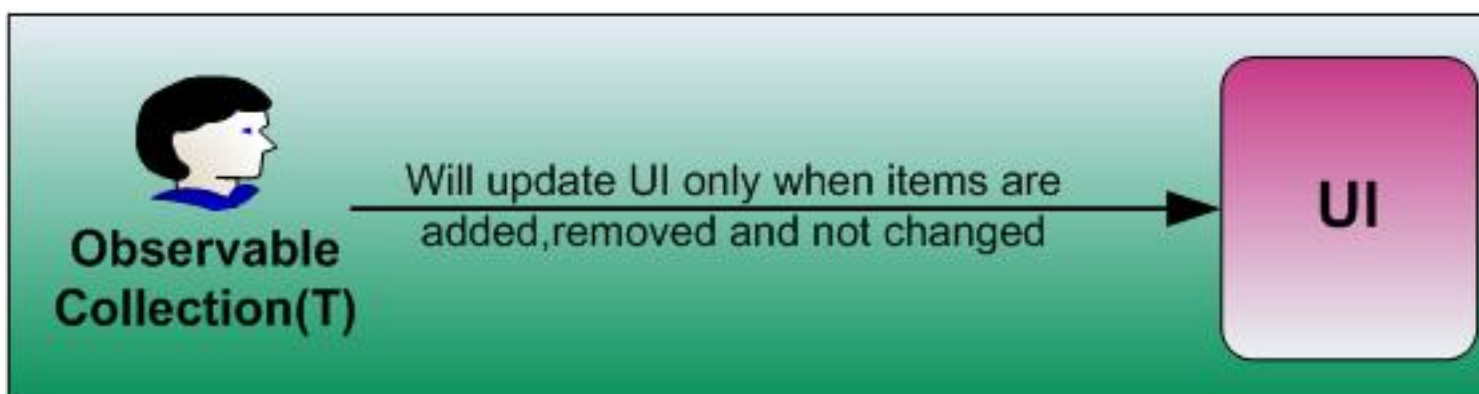 Will update UI only when items are
added,removed and not changed
Observable
Collection(T)
UI